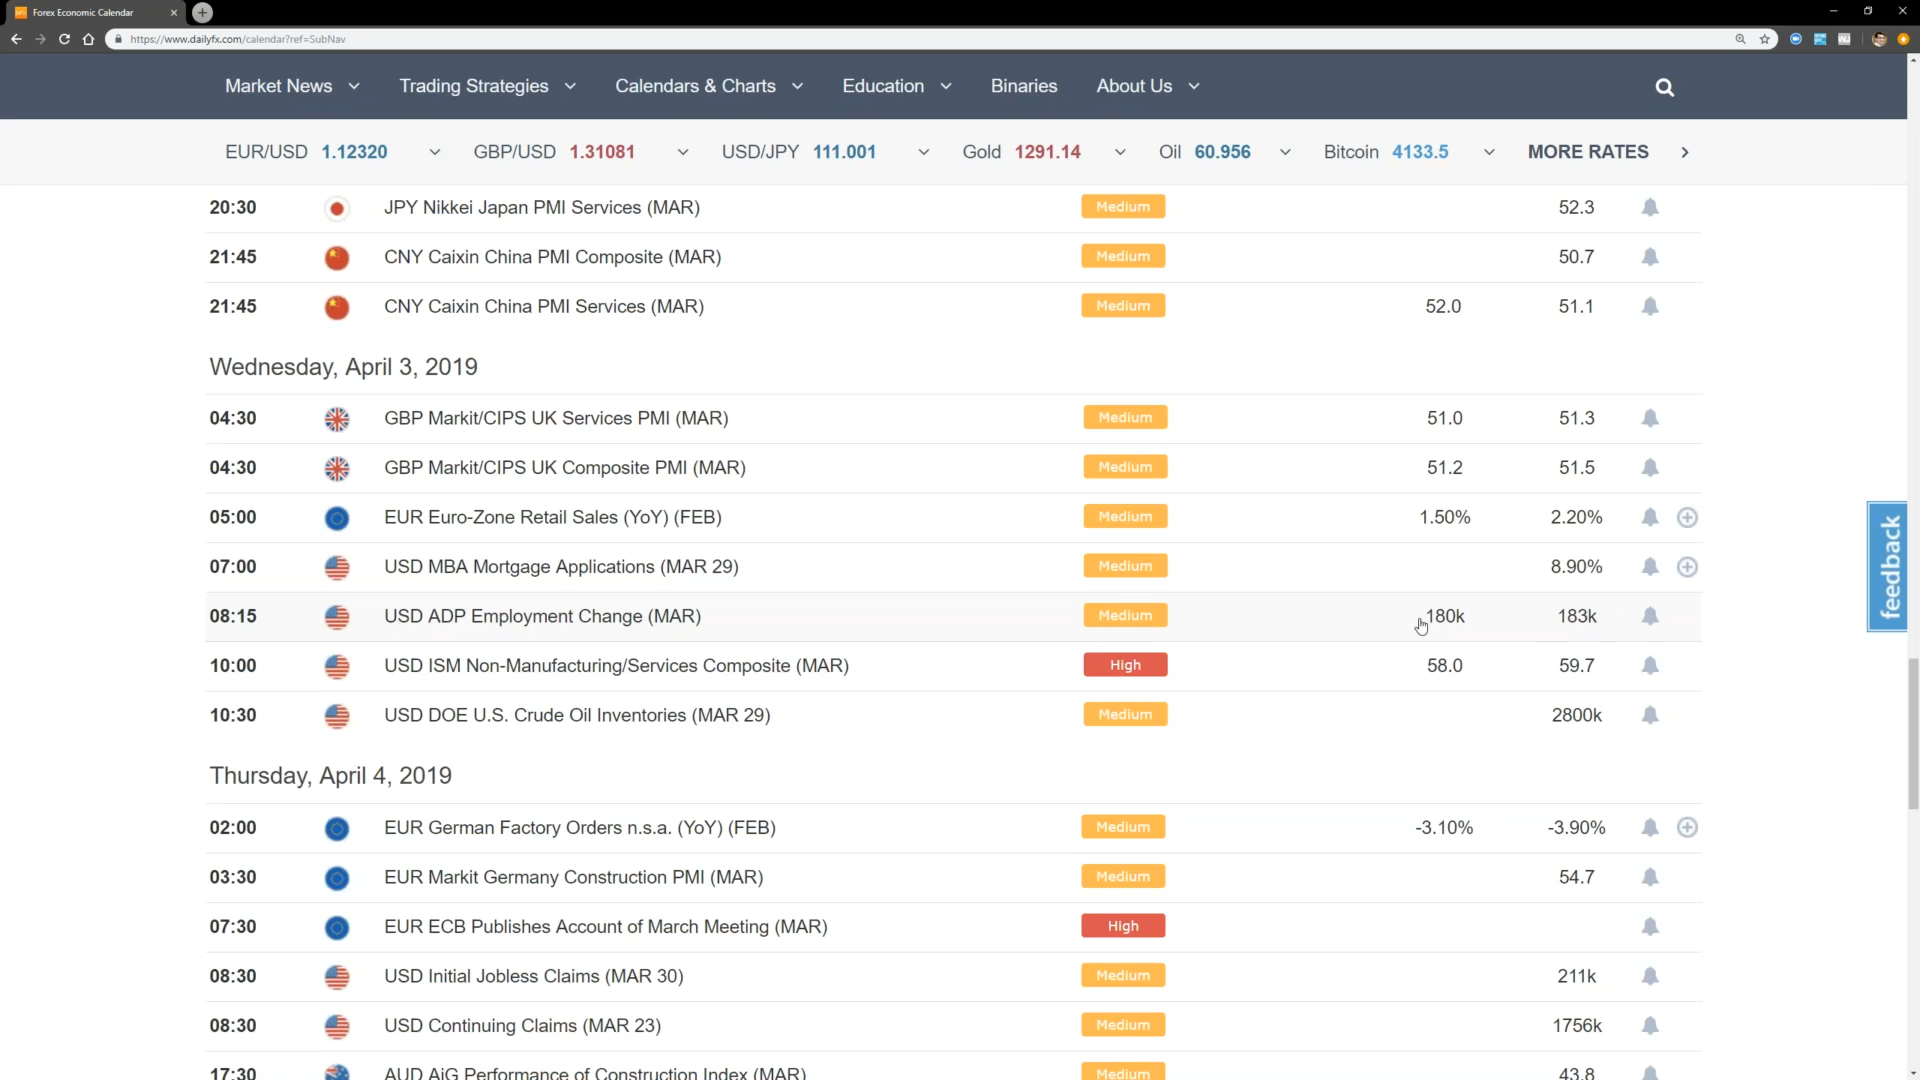 Forex Economic Calendar
https://www.dailyfx.com/calendar?ref=SubNav
Market News Trading Strategies Calendars & Charts Education Binaries About Us
EUR/USD 1.12320 GBP/USD 1.31081 USD/JPY 111.001 Gold 1291.14 Oil 60.956 Bitcoin 4133.5 MORE RATES
20:30 JPY Nikkei Japan PMI Services (MAR) Medium 52.3
21:45 CNY Caixin China PMI Composite (MAR) Medium 50.7
21:45 CNY Caixin China PMI Services (MAR) Medium 52.0 51.1
Wednesday, April 3, 2019
04:30 GBP Markit/CIPS UK Services PMI (MAR) Medium 51.0 51.3
04:30 GBP Markit/CIPS UK Composite PMI (MAR) Medium 51.2 51.5
05:00 EUR Euro-Zone Retail Sales (YoY) (FEB) Medium 1.50% 2.20%
07:00 USD MBA Mortgage Applications (MAR 29) Medium 8.90%
08:15 USD ADP Employment Change (MAR) Medium 180k 183k
10:00 USD ISM Non-Manufacturing/Services Composite (MAR) High 58.0 59.7
10:30 USD DOE U.S. Crude Oil Inventories (MAR 29) Medium 2800k
Thursday, April 4, 2019
02:00 EUR German Factory Orders n.s.a. (YoY) (FEB) Medium -3.10% -3.90%
03:30 EUR Markit Germany Construction PMI (MAR) Medium 54.7
07:30 EUR ECB Publishes Account of March Meeting (MAR) High
08:30 USD Initial Jobless Claims (MAR 30) Medium 211k
08:30 USD Continuing Claims (MAR 23) Medium 1756k
17:30 AUD AiG Performance of Construction Index (MAR) Medium 43.8
feedback